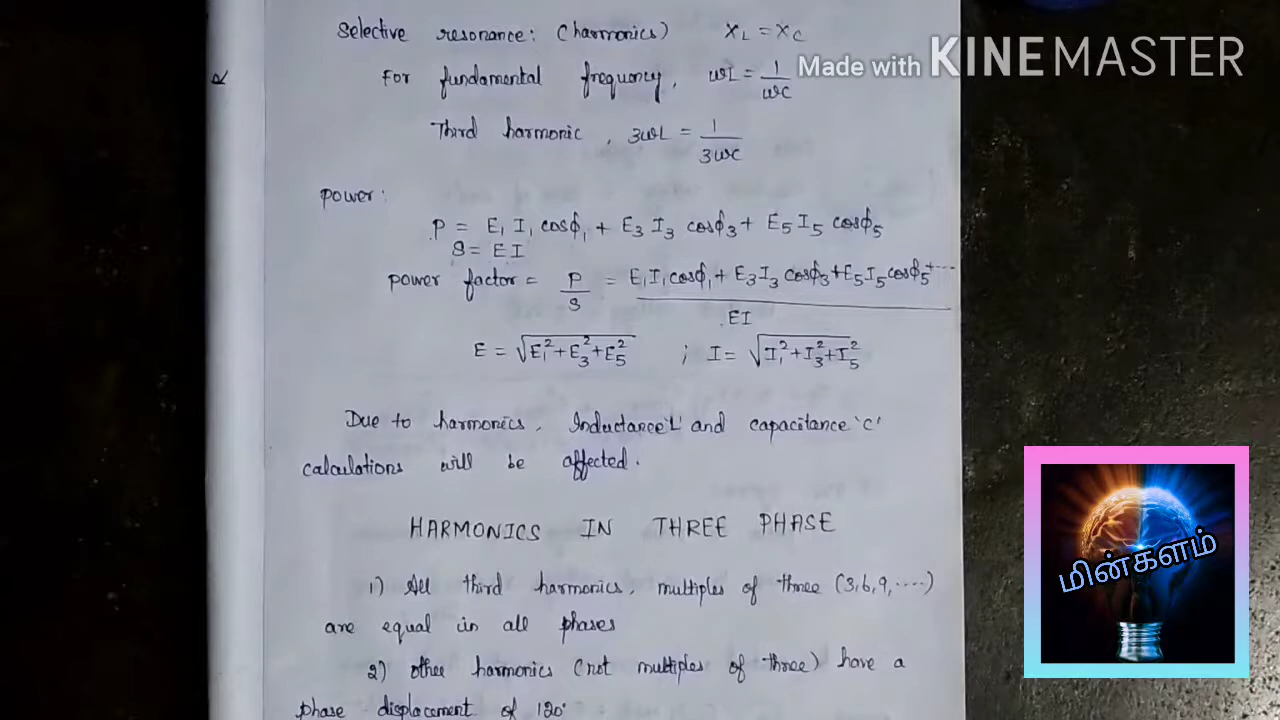 Selective resonance: (harmonics) XL = XC
Made with KINEMASTER
R
For fundamental frequency, ωL = 1/ωC
Third harmonic, 3ωL = 1/3ωC
Power:
P = E₁ I₁ cosϕ₁ + E₃ I₃ cosϕ₃ + E₅ I₅ cosϕ₅
S = E I
Power factor = P/S = E₁I₁cosϕ₁ + E₃I₃ cosϕ₃ + E₅I₅cosϕ₅ + .... / EI
E = √E₁² + E₃² + E₅² ; I = √I₁² + I₃² + I₅²
Due to harmonics, Inductance 'L' and capacitance 'C'
calculations will be affected.
HARMONICS IN THREE PHASE
1) All third harmonics, multiples of three (3,6,9,....)
are equal in all phases
2) other harmonics (not multiples of three) have a
phase displacement of 120°
மின்களம்